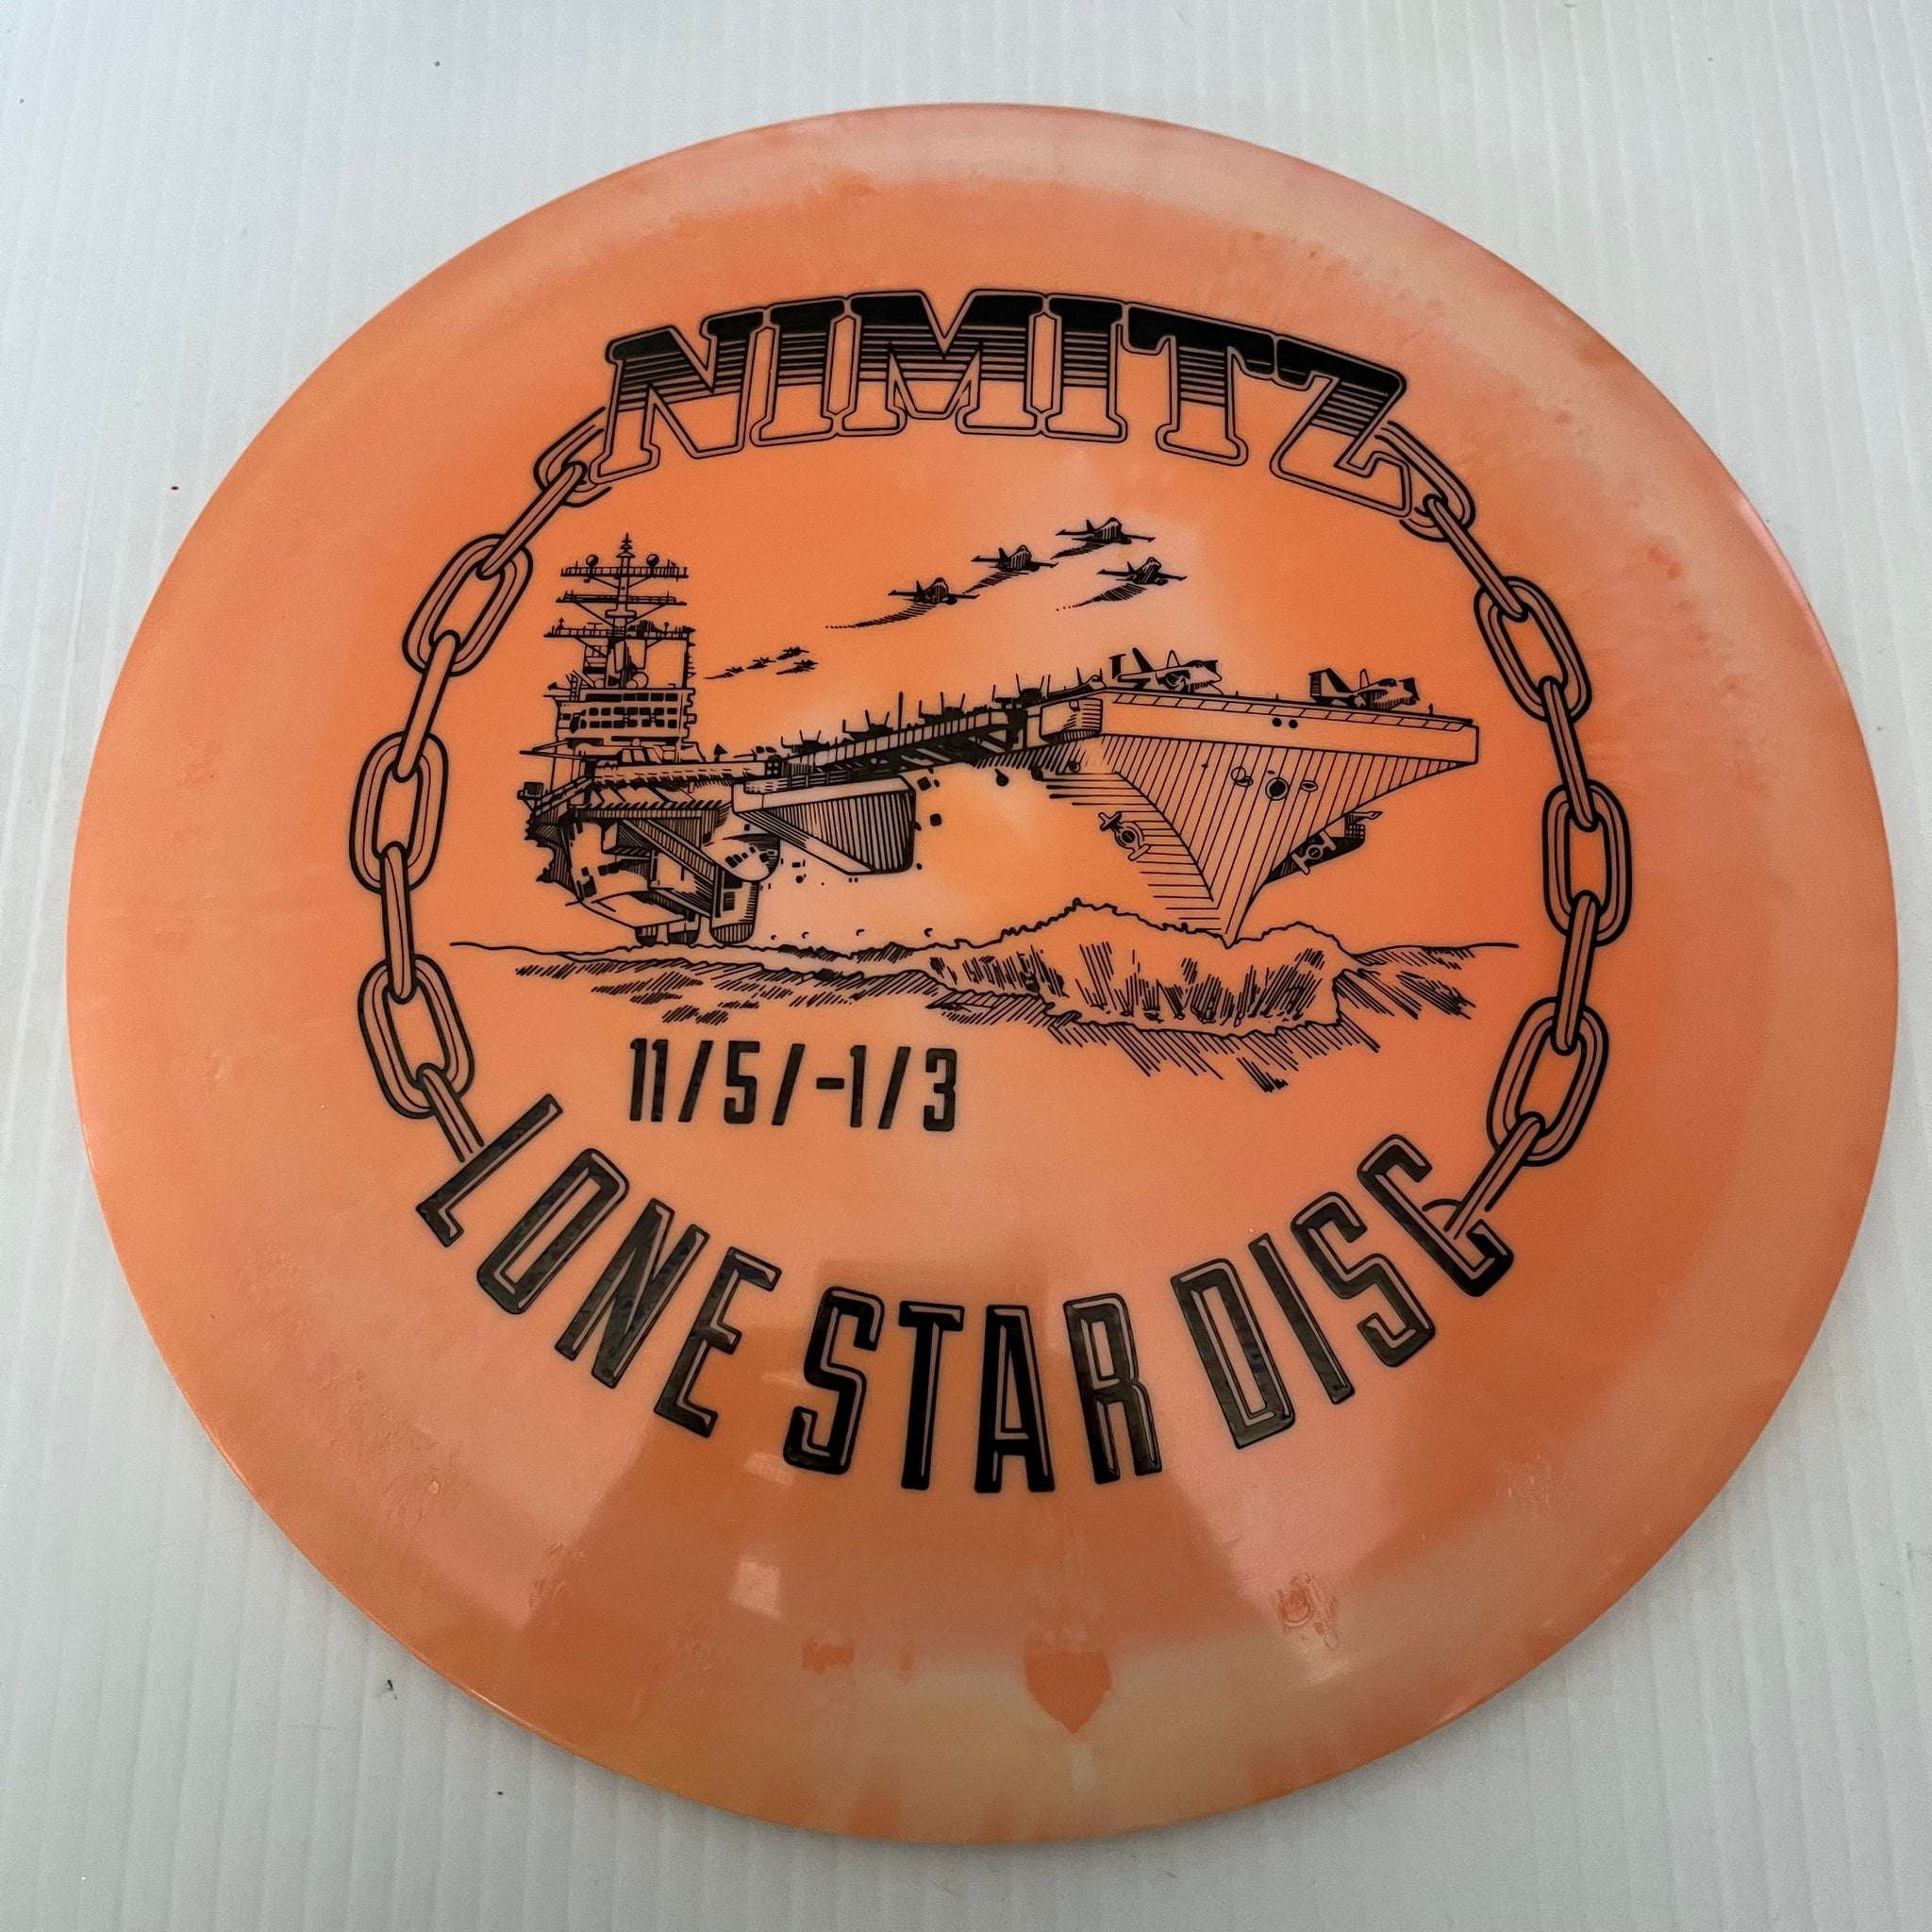 NIMITZ
11/5/-1/3
LONE STAR DISC